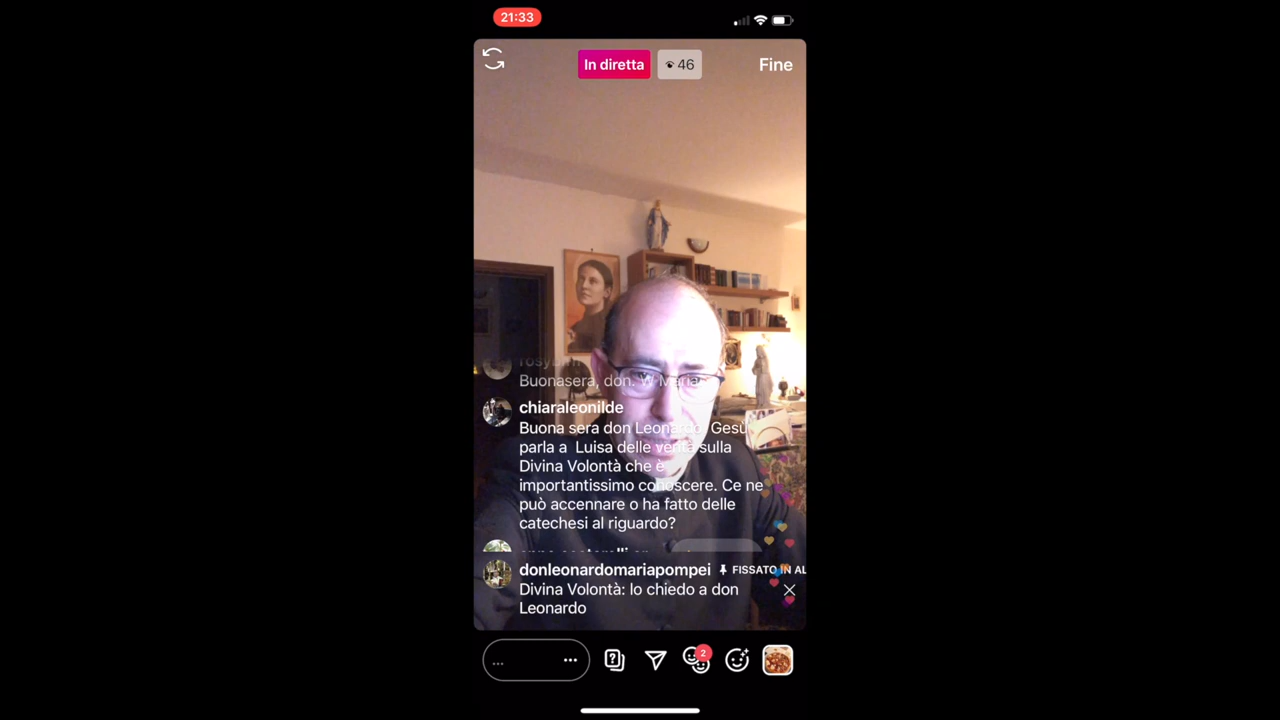 21:33
In diretta
46
Fine
Buonasera, don. W Maria
chiaraleonilde
Buona sera don Leonardo. Gesù
parla a Luisa delle verità sulla
Divina Volontà che è
importantissimo conoscere. Ce ne
può accennare o ha fatto delle
catechesi al riguardo?
donleonardomariapompei FISSATO IN AL
Divina Volontà: lo chiedo a don
Leonardo
...
2